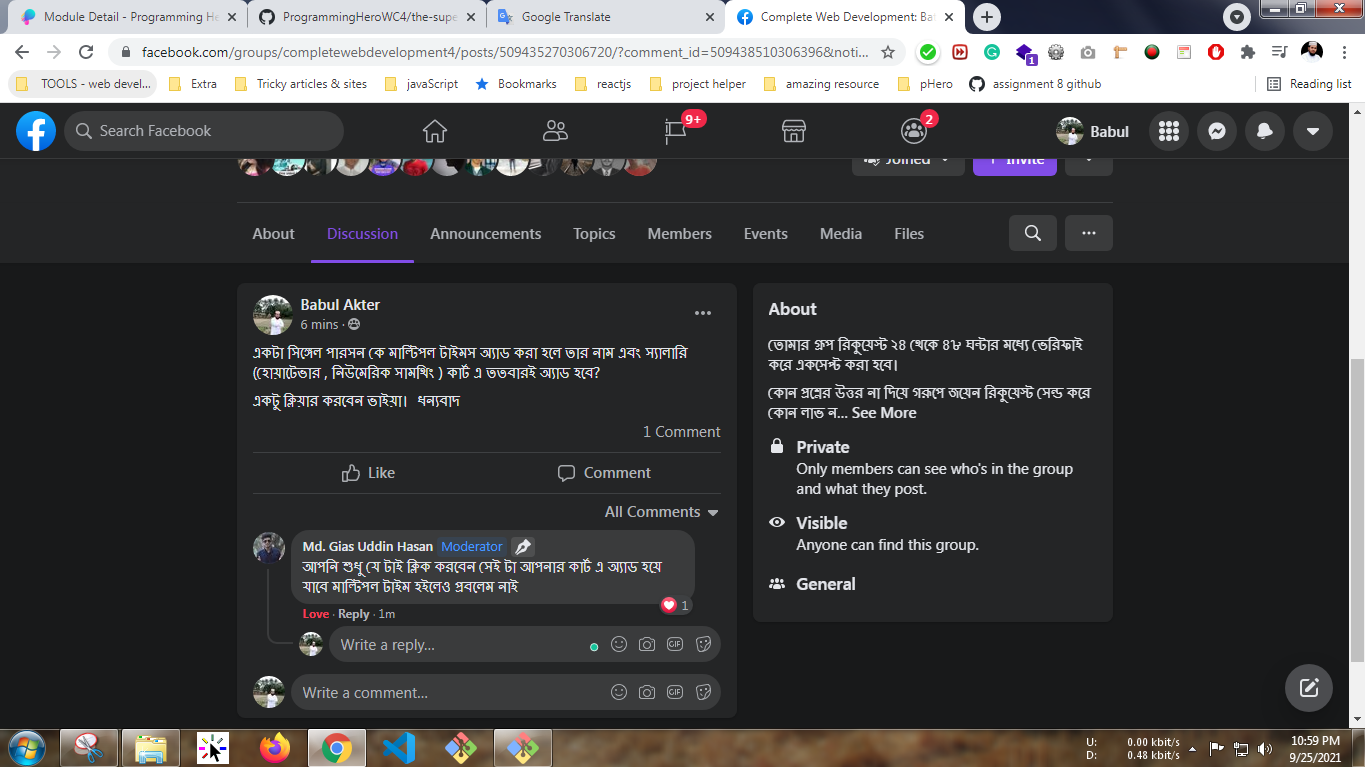 Module Detail - Programming He
ProgrammingHeroWC4/the-supe
Google Translate
Complete Web Development: Bat
facebook.com/groups/completewebdevelopment4/posts/509435270306720/?comment_id=509438510306396&noti...
1
TOOLS - web devel...
Extra
Tricky articles & sites
javaScript
Bookmarks
reactjs
project helper
amazing resource
pHero
assignment 8 github
Reading list
Search Facebook
9+
2
Babul
Joined
+ Invite
About
Discussion
Announcements
Topics
Members
Events
Media
Files
Babul Akter
6 mins ·
একটা সিঙ্গেল পারসন কে মাল্টিপল টাইমস অ্যাড করা হলে তার নাম এবং স্যালারি
((হোয়াটেভার , নিউমেরিক সামথিং ) কার্ট এ ততবারই অ্যাড হবে?
একটু ক্লিয়ার করবেন ভাইয়া। ধন্যবাদ
1 Comment
Like
Comment
All Comments
Md. Gias Uddin Hasan Moderator
আপনি শুধু যে টাই ক্লিক করবেন সেই টা আপনার কার্ট এ অ্যাড হয়ে
যাবে মাল্টিপল টাইম হইলেও প্রবলেম নাই
1
Love · Reply · 1m
Write a reply...
GIF
Write a comment...
GIF
About
তোমার গ্রুপ রিকুয়েস্ট ২৪ থেকে ৪৮ ঘন্টার মধ্যে ভেরিফাই
করে একসেপ্ট করা হবে।
কোন প্রশ্নের উত্তর না দিয়ে গরুপে জয়েন রিকুয়েস্ট সেন্ড করে
কোন লাভ ন... See More
Private
Only members can see who's in the group
and what they post.
Visible
Anyone can find this group.
General
U: 0.00 kbit/s
D: 0.48 kbit/s
10:59 PM
9/25/2021